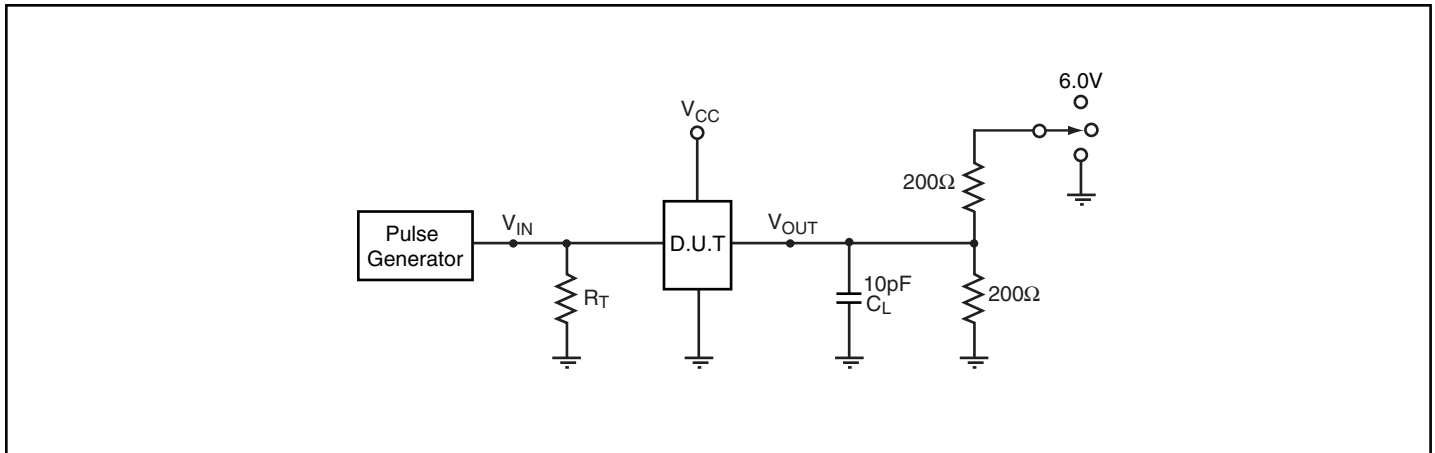 6.0V
VCC
200Ω
Pulse
Generator
VIN
D.U.T
VOUT
RT
10pF
CL
200Ω